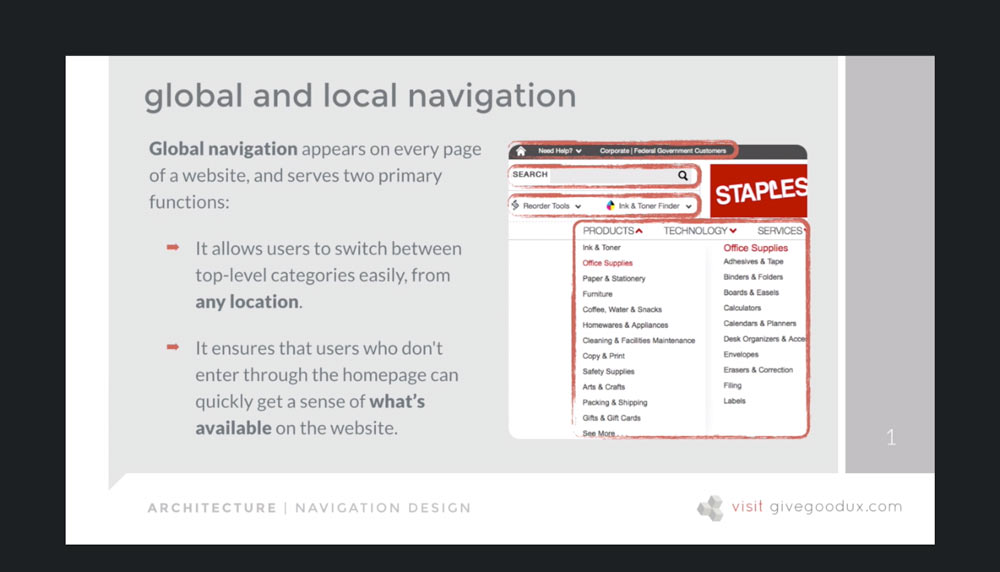 global and local navigation
Global navigation appears on every page
of a website, and serves two primary
functions:
It allows users to switch between
top-level categories easily, from
any location.
It ensures that users who don't
enter through the homepage can
quickly get a sense of what’s
available on the website.
Need Help? Corporate | Federal Government Customers
SEARCH
STAPLES
Reorder Tools Ink & Toner Finder
PRODUCTS TECHNOLOGY SERVICES
Ink & Toner
Office Supplies
Paper & Stationery
Furniture
Coffee, Water & Snacks
Homewares & Appliances
Cleaning & Facilities Maintenance
Copy & Print
Safety Supplies
Arts & Crafts
Packing & Shipping
Gifts & Gift Cards
See More
Office Supplies
Adhesives & Tape
Binders & Folders
Boards & Easels
Calculators
Calendars & Planners
Desk Organizers & Acce
Envelopes
Erasers & Correction
Filing
Labels
1
ARCHITECTURE | NAVIGATION DESIGN
visit givegoodux.com